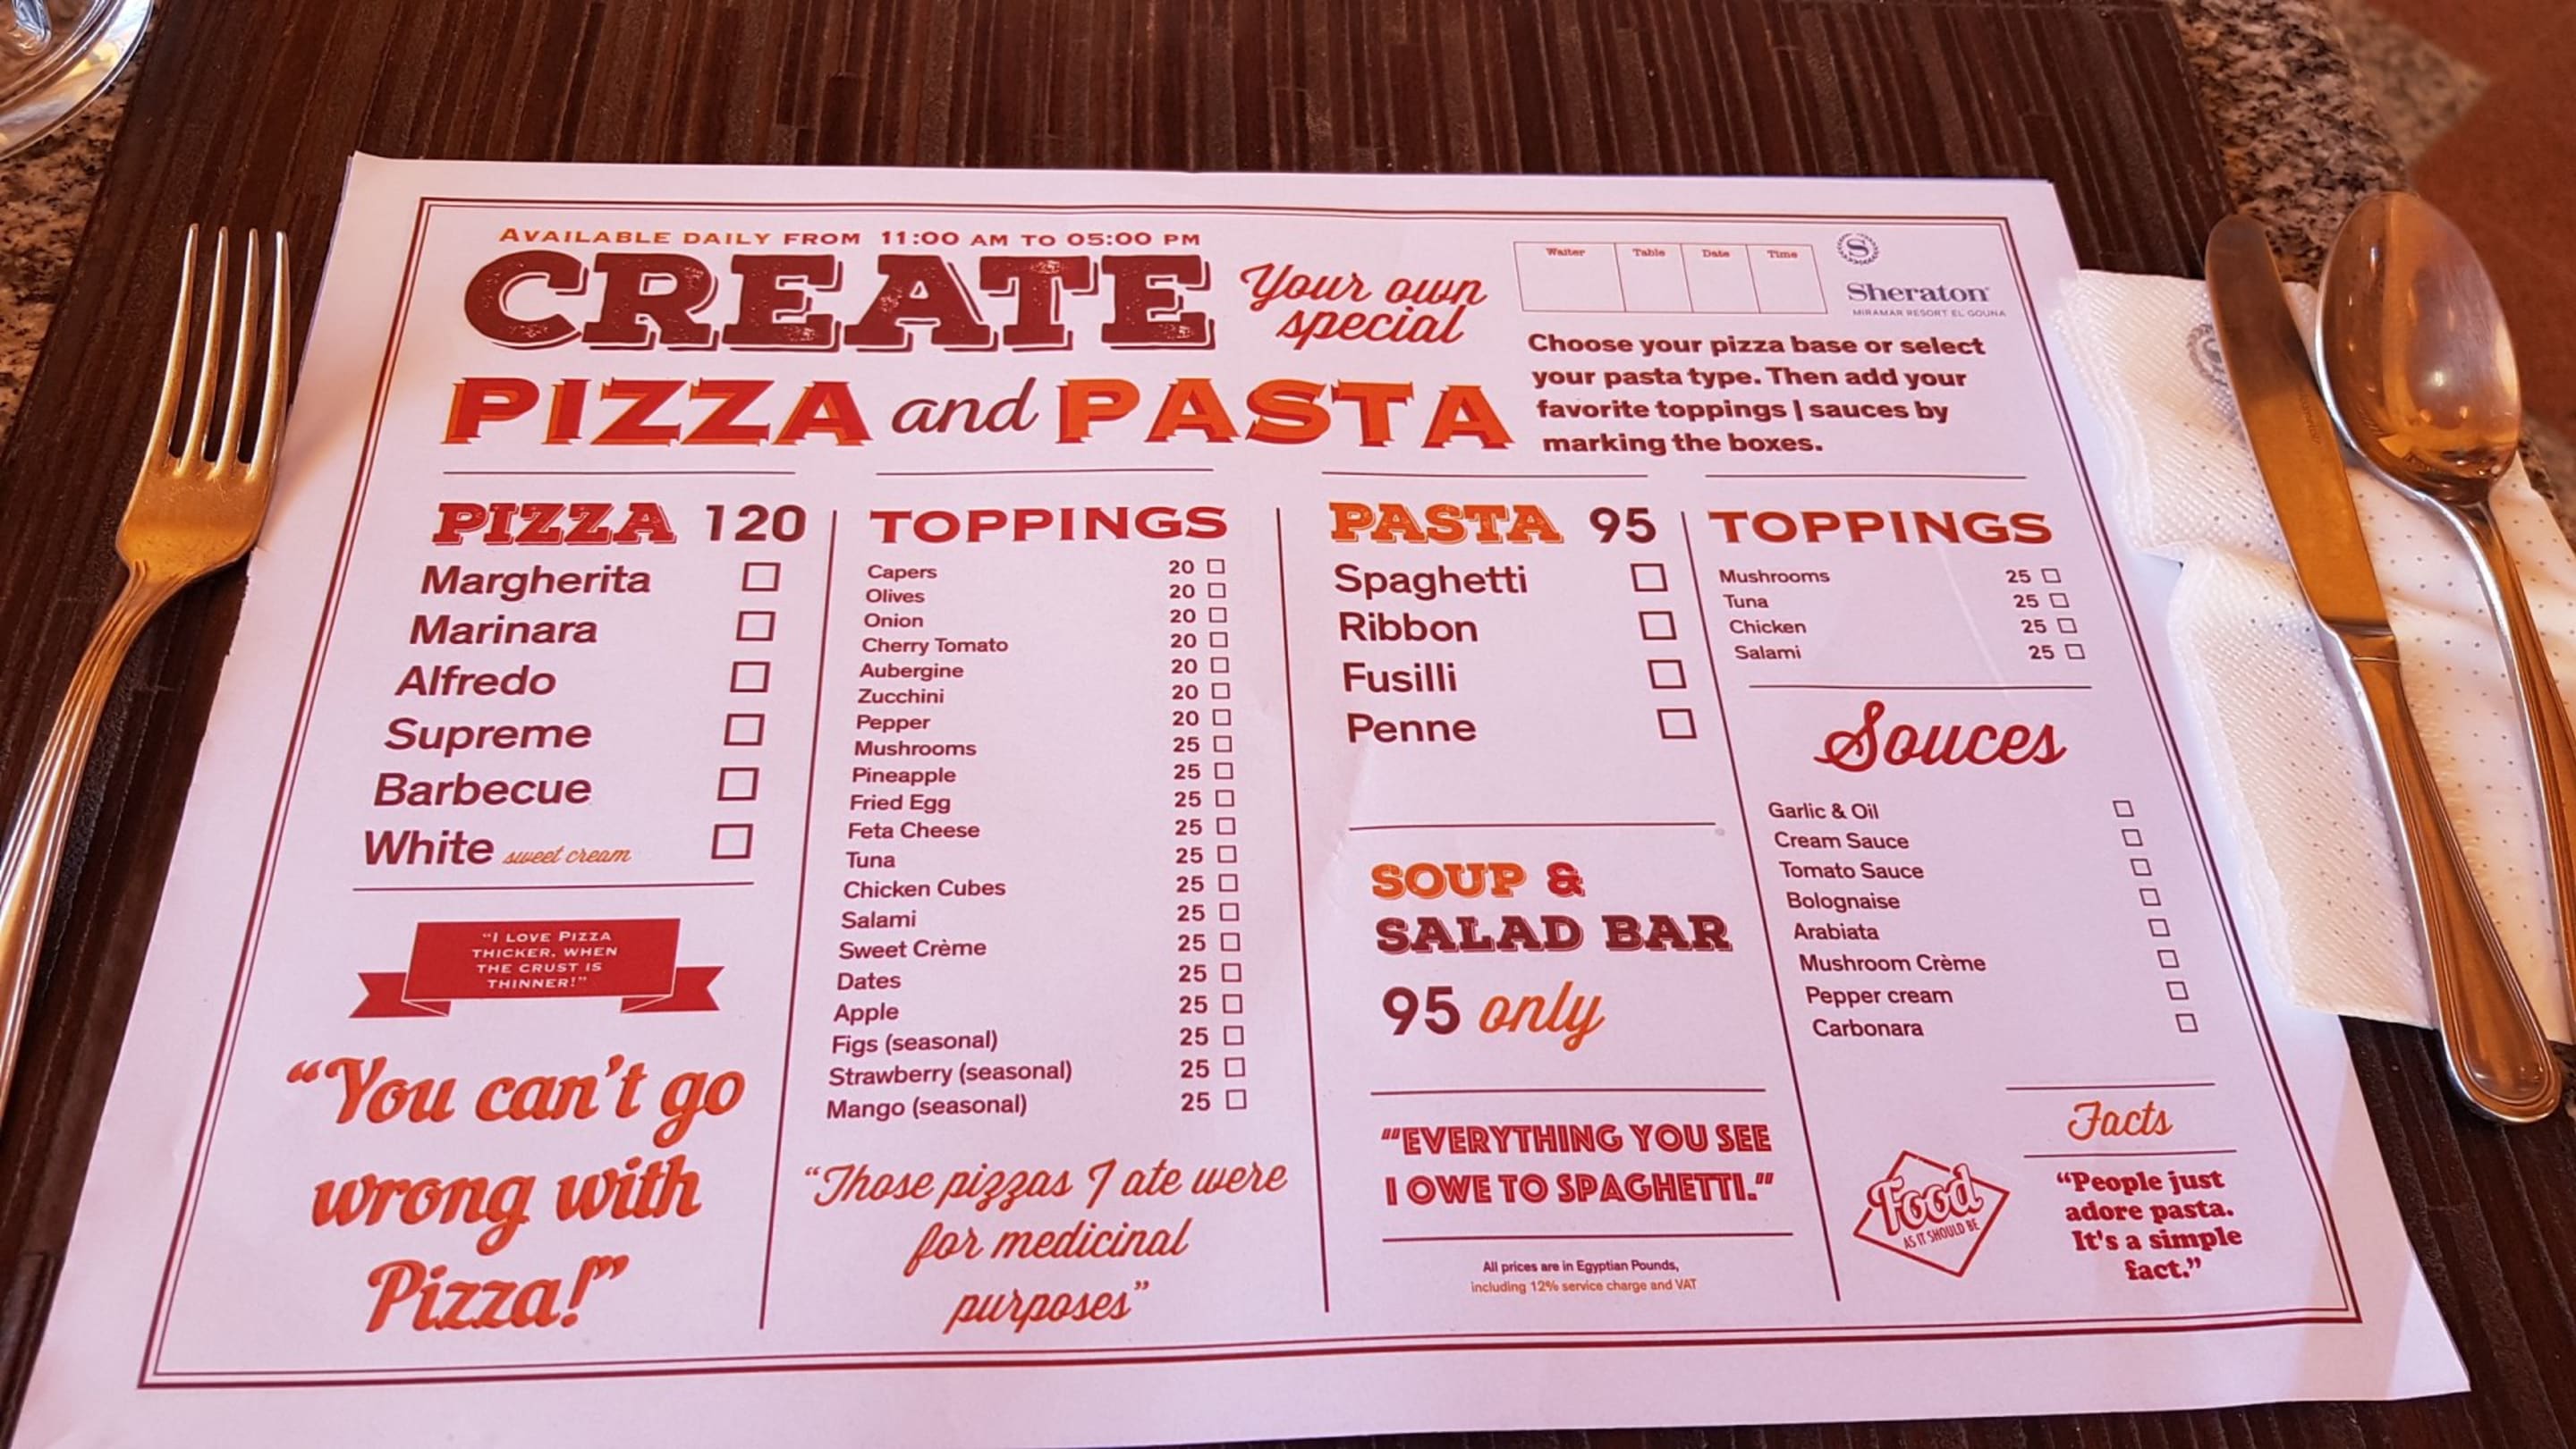 AVAILABLE DAILY FROM 11:00 AM TO 05:00 PM
CREATE Your own special
PIZZA and PASTA
Waiter Table Date Time
S
Sheraton
MIRAMAR RESORT EL GOUNA
Choose your pizza base or select
your pasta type. Then add your
favorite toppings | sauces by
marking the boxes.
PIZZA 120
Margherita
Marinara
Alfredo
Supreme
Barbecue
White sweet cream
"I LOVE PIZZA
THICKER, WHEN
THE CRUST IS
THINNER!"
“You can't go
wrong with
Pizza!”
TOPPINGS
Capers 20
Olives 20
Onion 20
Cherry Tomato 20
Aubergine 20
Zucchini 20
Pepper 20
Mushrooms 25
Pineapple 25
Fried Egg 25
Feta Cheese 25
Tuna 25
Chicken Cubes 25
Salami 25
Sweet Crème 25
Dates 25
Apple 25
Figs (seasonal) 25
Strawberry (seasonal) 25
Mango (seasonal) 25
“Those pizzas I ate were
for medicinal
purposes”
PASTA 95
Spaghetti
Ribbon
Fusilli
Penne
SOUP &
SALAD BAR
95 only
"EVERYTHING YOU SEE
I OWE TO SPAGHETTI."
All prices are in Egyptian Pounds,
including 12% service charge and VAT
TOPPINGS
Mushrooms 25
Tuna 25
Chicken 25
Salami 25
Souces
Garlic & Oil
Cream Sauce
Tomato Sauce
Bolognaise
Arabiata
Mushroom Crème
Pepper cream
Carbonara
Food
AS IT SHOULD BE
Facts
“People just
adore pasta.
It's a simple
fact.”